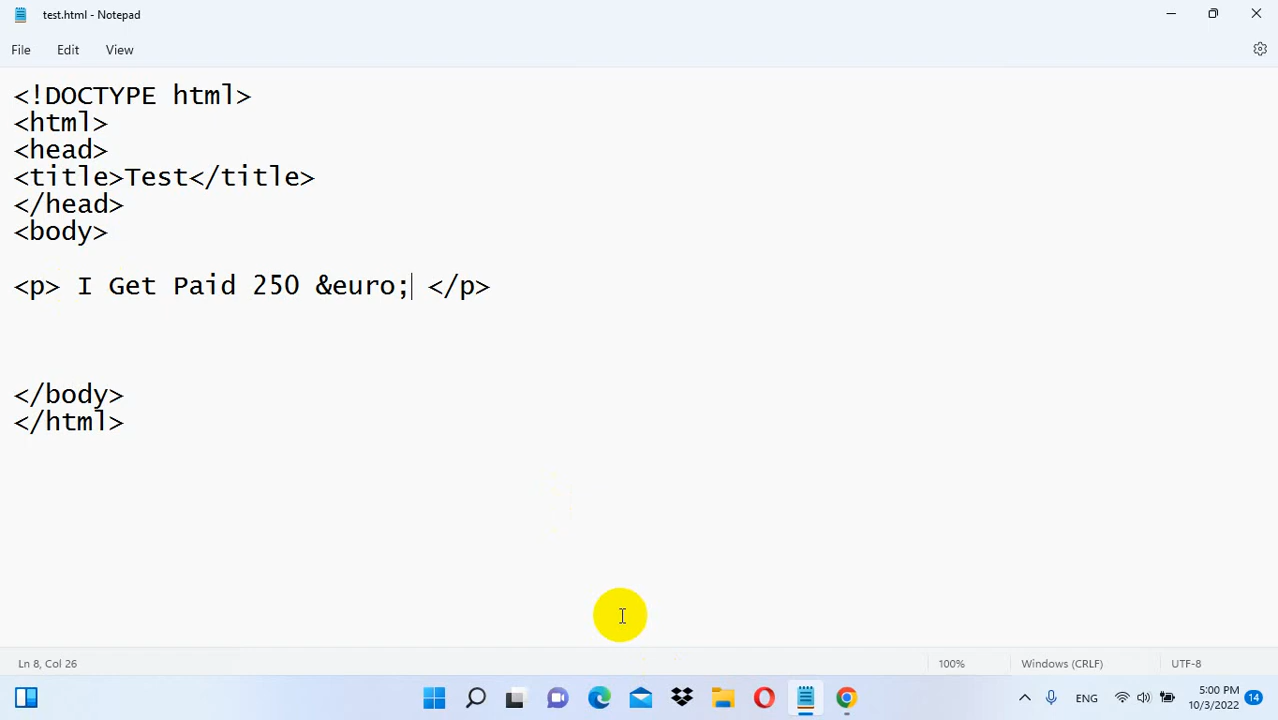 test.html - Notepad
File Edit View
<!DOCTYPE html>
<html>
<head>
<title>Test</title>
</head>
<body>
<p> I Get Paid 250 &euro; </p>
</body>
</html>
Ln 8, Col 26 100% Windows (CRLF) UTF-8
ENG 5:00 PM 14
10/3/2022